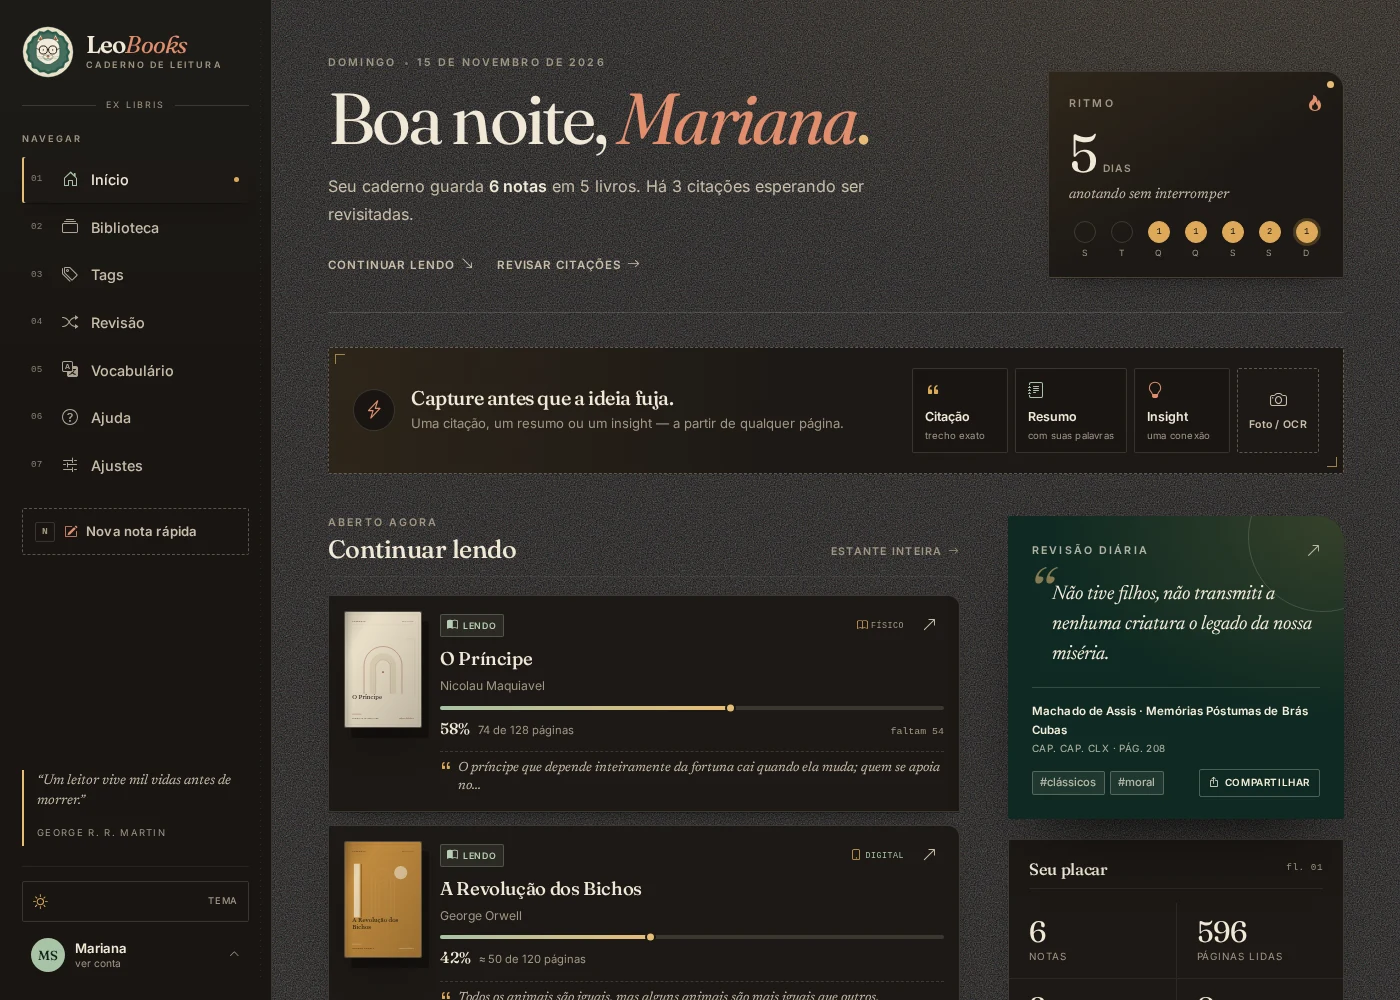 LeoBooks
CADERNO DE LEITURA
EX LIBRIS
NAVEGAR
01 Início
02 Biblioteca
03 Tags
04 Revisão
05 Vocabulário
06 Ajuda
07 Ajustes
N Nova nota rápida
“Um leitor vive mil vidas antes de
morrer.”
GEORGE R. R. MARTIN
TEMA
MS Mariana
ver conta
DOMINGO • 15 DE NOVEMBRO DE 2026
Boa noite, Mariana.
Seu caderno guarda 6 notas em 5 livros. Há 3 citações esperando ser
revisitadas.
CONTINUAR LENDO ↘ REVISAR CITAÇÕES →
RITMO
5 DIAS
anotando sem interromper
1 1 1 2 1
S T Q Q S S D
Capture antes que a ideia fuja.
Uma citação, um resumo ou um insight — a partir de qualquer página.
Citação
trecho exato
Resumo
com suas palavras
Insight
uma conexão
Foto / OCR
ABERTO AGORA
Continuar lendo
ESTANTE INTEIRA →
LENDO
FÍSICO
O Príncipe
O Príncipe
Nicolau Maquiavel
58% 74 de 128 páginas
faltam 54
“ O príncipe que depende inteiramente da fortuna cai quando ela muda; quem se apoia
no…
LENDO
DIGITAL
A Revolução dos
Bichos
A Revolução dos Bichos
George Orwell
42% ≈ 50 de 120 páginas
“ Todos os animais são iguais, mas alguns animais são mais iguais que outros.
REVISÃO DIÁRIA
“
Não tive filhos, não transmiti a
nenhuma criatura o legado da nossa
miséria.
Machado de Assis · Memórias Póstumas de Brás
Cubas
CAP. CAP. CLX · PÁG. 208
#clássicos #moral
COMPARTILHAR
Seu placar
fl. 01
6
NOTAS
596
PÁGINAS LIDAS